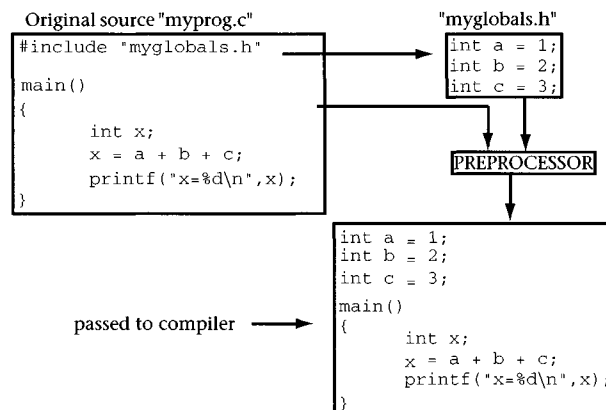 Original source "myprog.c"
#include "myglobals.h"
main()
{
int x;
x = a + b + c;
printf("x=%d\n",x);
}
"myglobals.h"
int a = 1;
int b = 2;
int c = 3;
PREPROCESSOR
passed to compiler
int a = 1;
int b = 2;
int c = 3;
main()
{
int x;
x = a + b + c;
printf("x=%d\n",x);
}